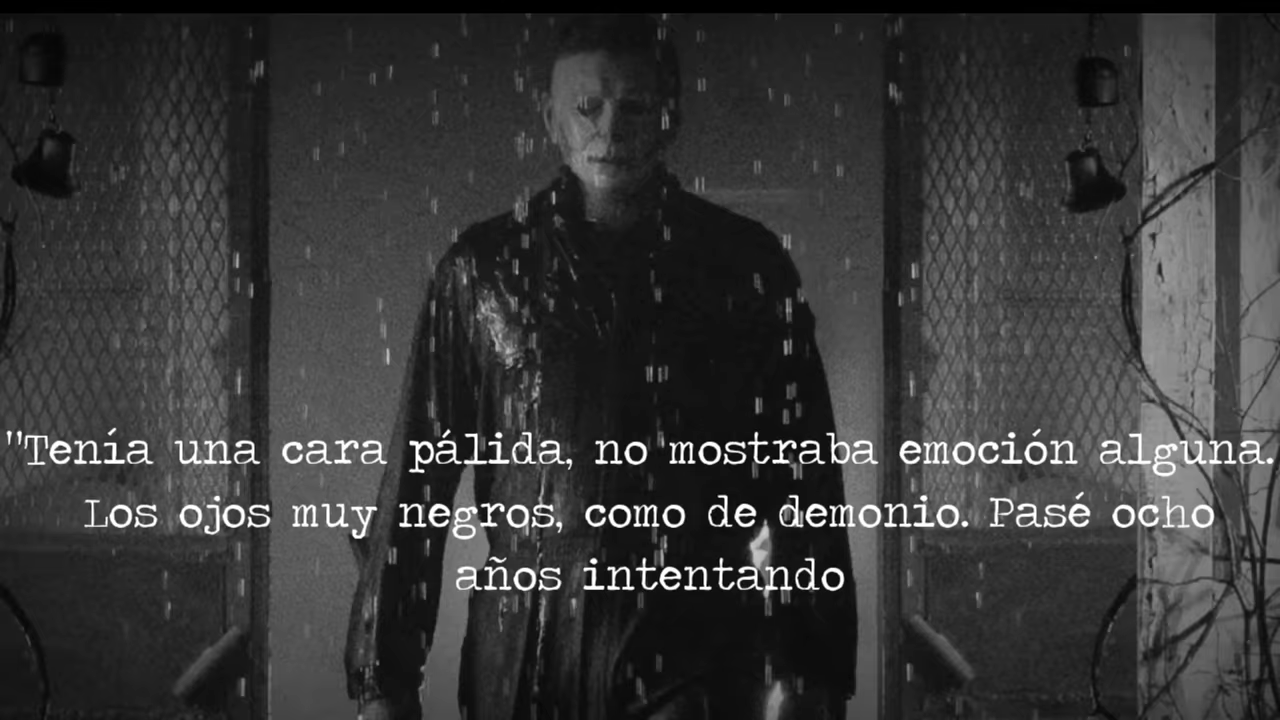 "Tenía una cara pálida, no mostraba emoción alguna.
Los ojos muy negros, como de demonio. Pasé ocho
años intentando